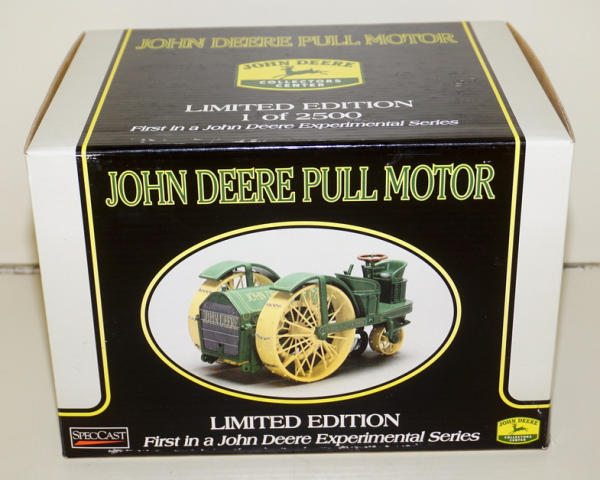 JOHN DEERE PULL MOTOR
JOHN DEERE
COLLECTORS
CENTER
LIMITED EDITION
1 of 2500
First in a John Deere Experimental Series
JOHN DEERE PULL MOTOR
JOHN DEERE
LIMITED EDITION
First in a John Deere Experimental Series
SPECCAST
JOHN DEERE
COLLECTORS
CENTER